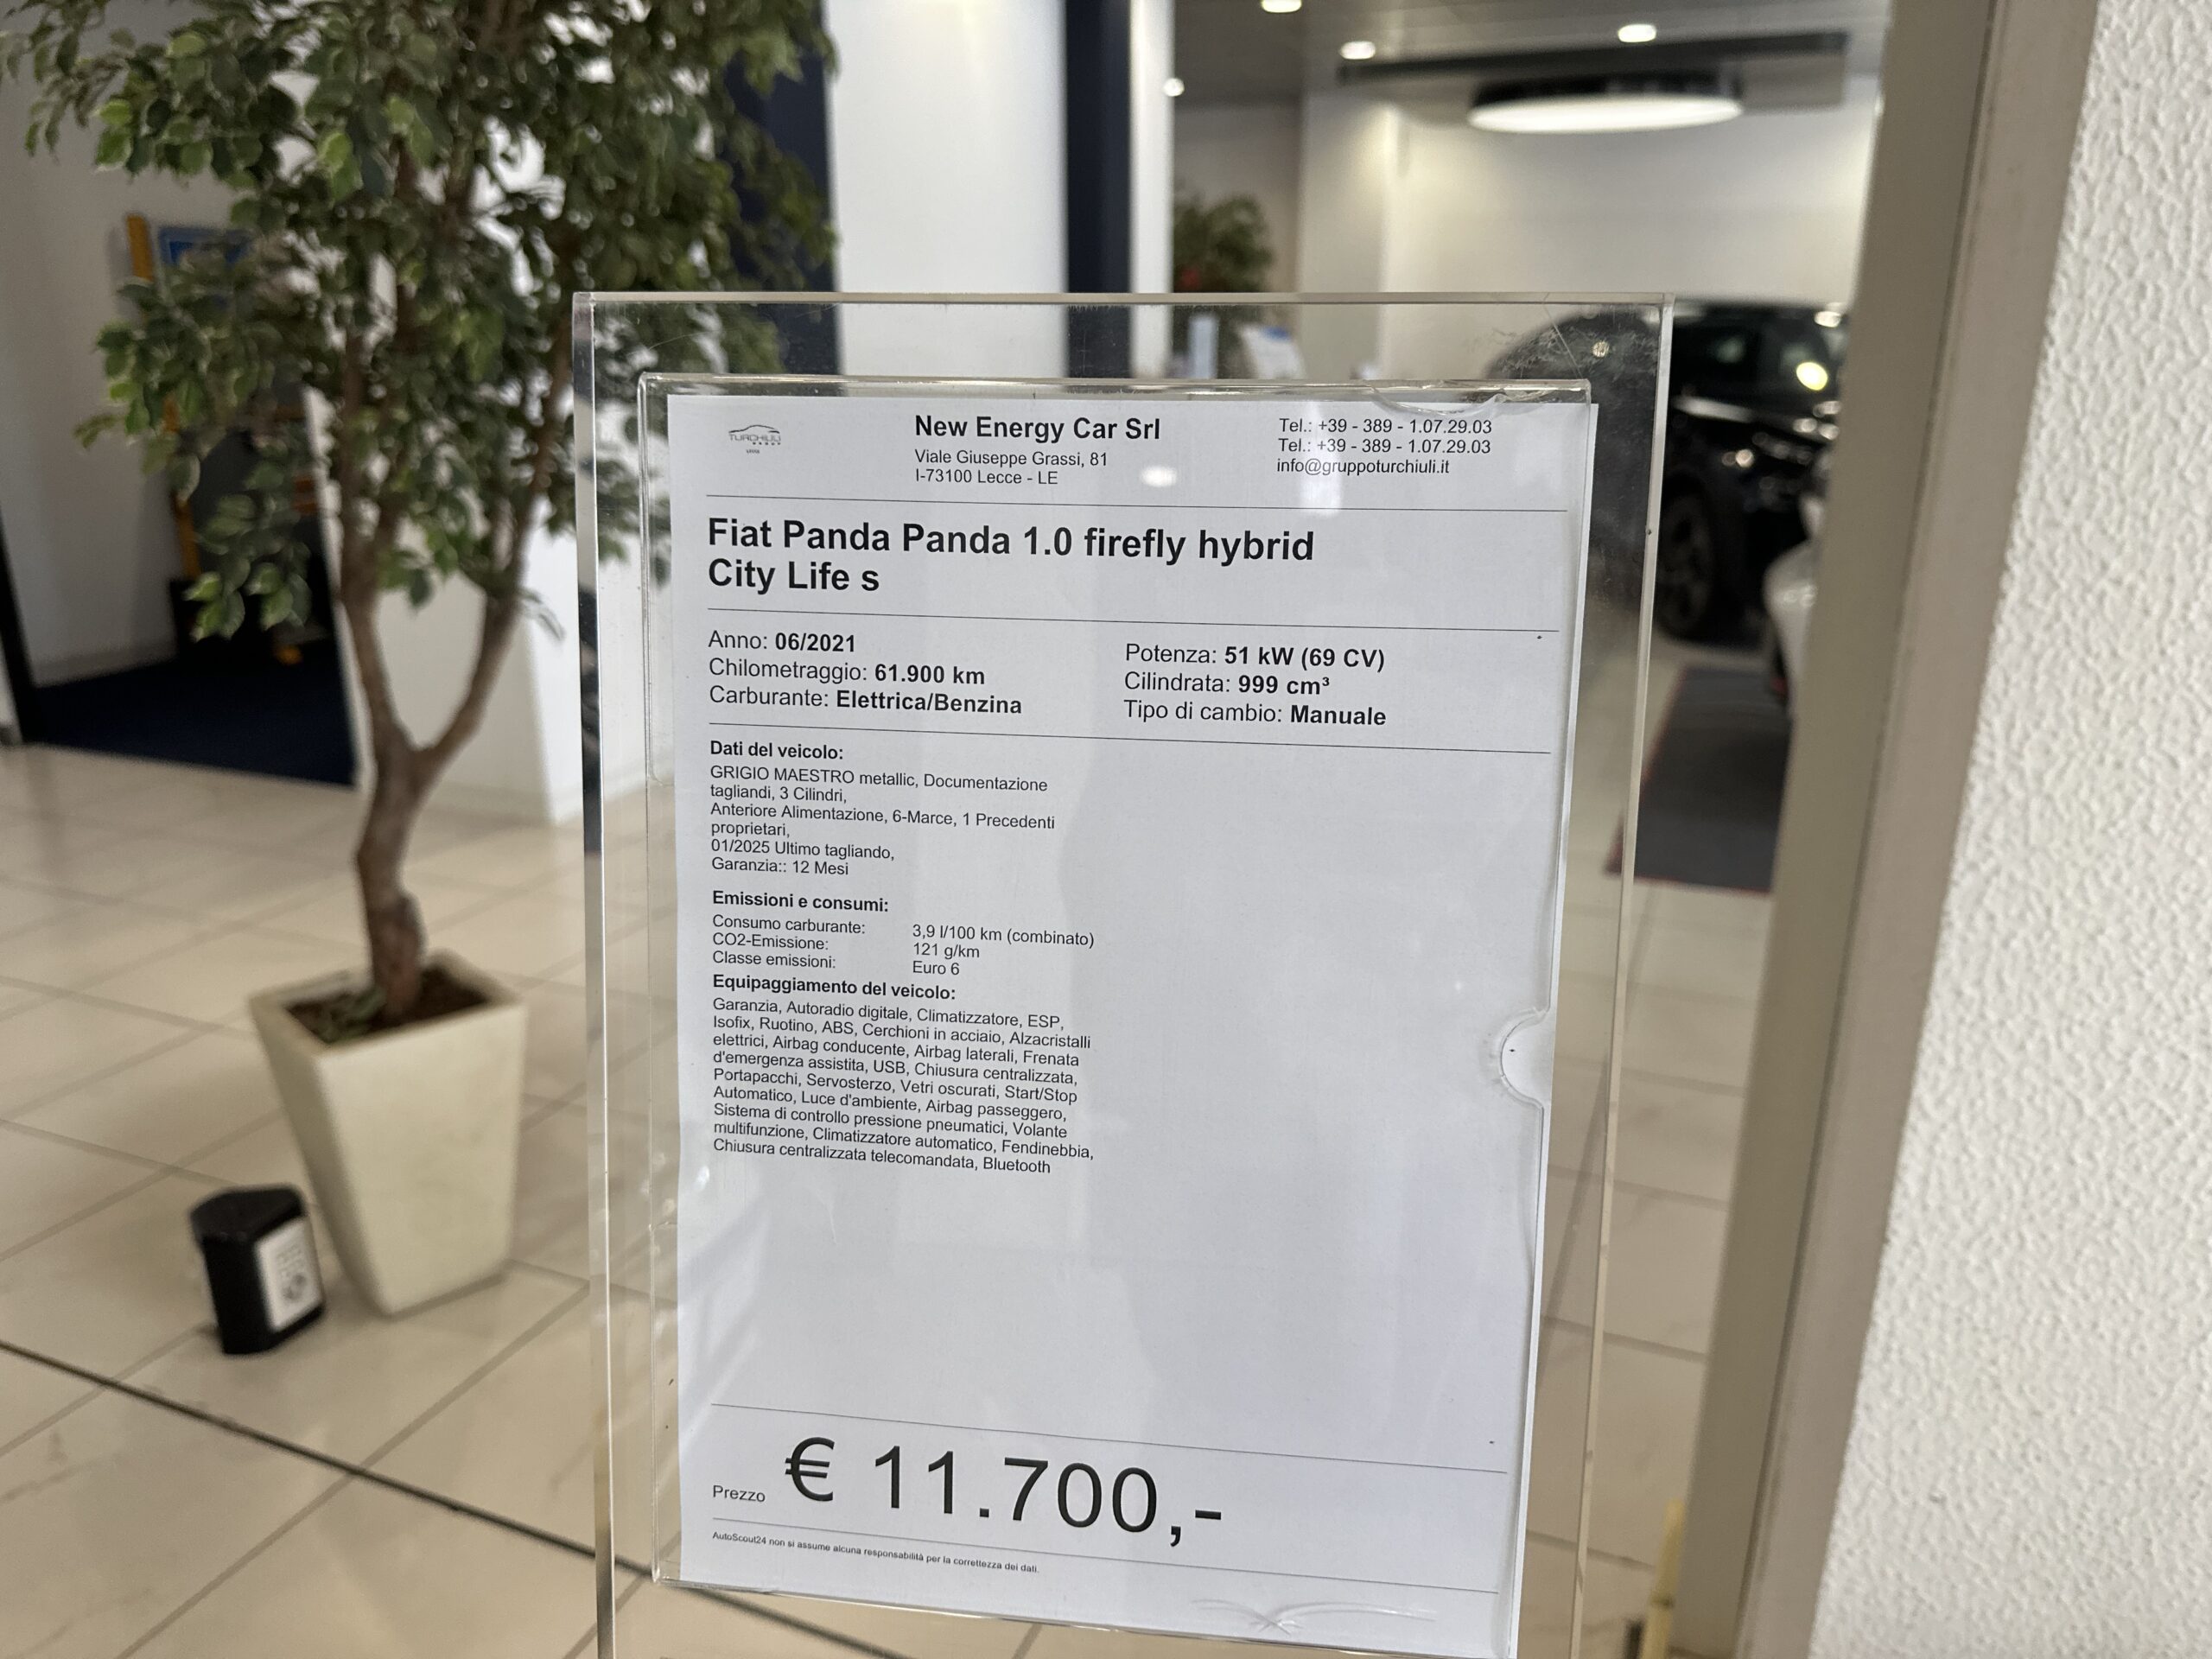 TURCHIULI
New Energy Car Srl
Viale Giuseppe Grassi, 81
I-73100 Lecce - LE
Tel.: +39 - 389 - 1.07.29.03
Tel.: +39 - 389 - 1.07.29.03
info@gruppoturchiuli.it
Fiat Panda Panda 1.0 firefly hybrid
City Life s
Anno: 06/2021
Chilometraggio: 61.900 km
Carburante: Elettrica/Benzina
Potenza: 51 kW (69 CV)
Cilindrata: 999 cm³
Tipo di cambio: Manuale
Dati del veicolo:
GRIGIO MAESTRO metallic, Documentazione
tagliandi, 3 Cilindri,
Anteriore Alimentazione, 6-Marce, 1 Precedenti
proprietari,
01/2025 Ultimo tagliando,
Garanzia:: 12 Mesi
Emissioni e consumi:
Consumo carburante: 3,9 l/100 km (combinato)
CO2-Emissione: 121 g/km
Classe emissioni: Euro 6
Equipaggiamento del veicolo:
Garanzia, Autoradio digitale, Climatizzatore, ESP,
Isofix, Ruotino, ABS, Cerchioni in acciaio, Alzacristalli
elettrici, Airbag conducente, Airbag laterali, Frenata
d'emergenza assistita, USB, Chiusura centralizzata,
Portapacchi, Servosterzo, Vetri oscurati, Start/Stop
Automatico, Luce d'ambiente, Airbag passeggero,
Sistema di controllo pressione pneumatici, Volante
multifunzione, Climatizzatore automatico, Fendinebbia,
Chiusura centralizzata telecomandata, Bluetooth
Prezzo € 11.700,-
AutoScout24 non si assume alcuna responsabilità per la correttezza dei dati.